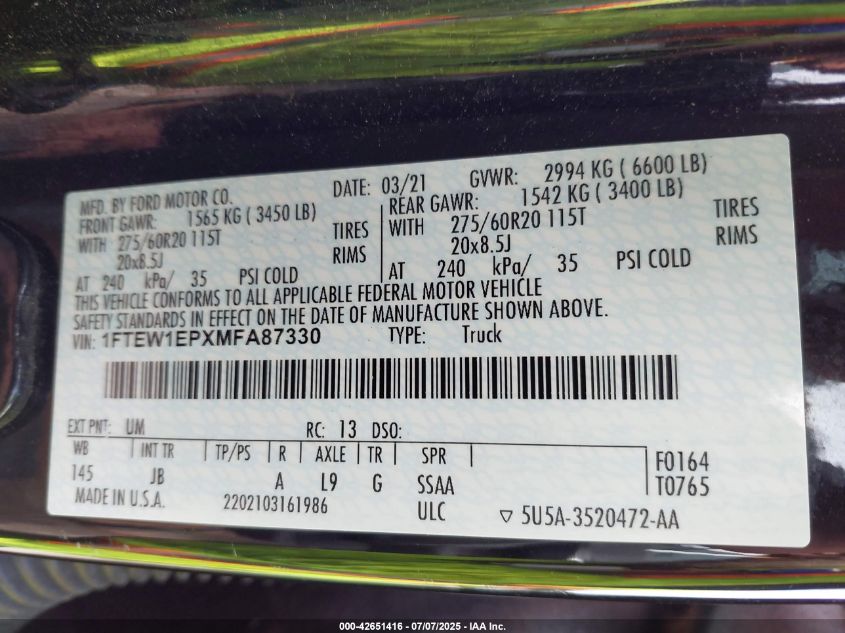 MFD. BY FORD MOTOR CO. DATE: 03/21 GVWR: 2994 KG ( 6600 LB)
FRONT GAWR: 1565 KG ( 3450 LB) REAR GAWR: 1542 KG ( 3400 LB)
WITH 275/60R20 115T TIRES WITH 275/60R20 115T TIRES
20x8.5J RIMS 20x8.5J RIMS
AT 240 kPa/ 35 PSI COLD AT 240 kPa/ 35 PSI COLD
THIS VEHICLE CONFORMS TO ALL APPLICABLE FEDERAL MOTOR VEHICLE
SAFETY STANDARDS IN EFFECT ON THE DATE OF MANUFACTURE SHOWN ABOVE.
VIN: 1FTEW1EPXMFA87330 TYPE: Truck
EXT PNT: UM RC: 13 DSO:
WB INT TR TP/PS R AXLE TR SPR F0164
145 JB A L9 G SSAA T0765
MADE IN U.S.A. 2202103161986 ULC ▽ 5U5A-3520472-AA
000-42651416 - 07/07/2025 - IAA Inc.